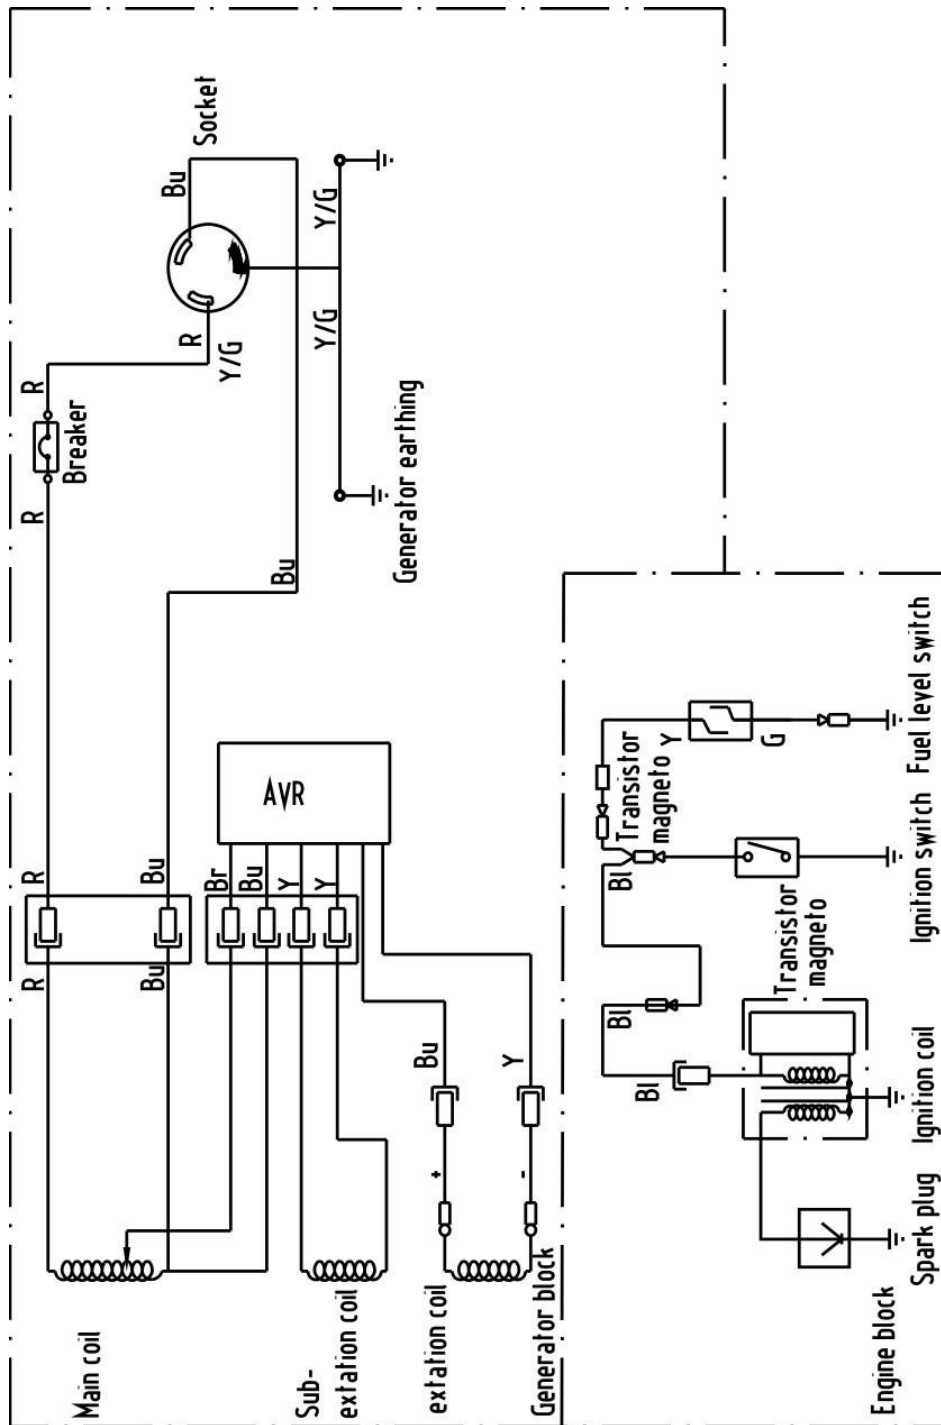 Main coil
R
R
R
R
Breaker
R
Y/G
Socket
Bu
Bu
Bu
Bu
Y/G
Y/G
Generator earthing
Br
Bu
Y
Y
AVR
Sub-
extation coil
extation coil
Bu
Y
+
-
Generator block
Engine block
Spark plug
Ignition coil
Ignition switch
Fuel level switch
Bl
Bl
Bl
Transistor
magneto
Transistor
magneto
Y
G